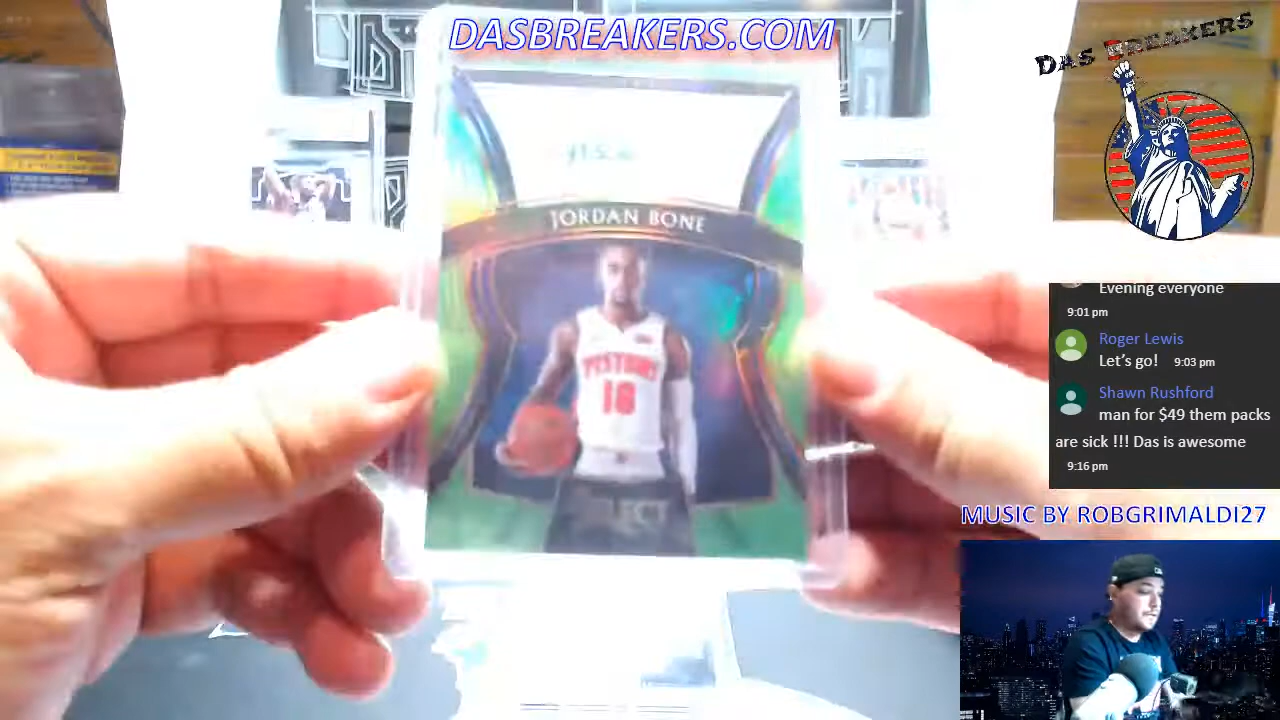 DASBREAKERS.COM
DAS BREAKERS
JORDAN BONE
PISTONS
18
SELECT
Evening everyone
9:01 pm
Roger Lewis
Let's go! 9:03 pm
Shawn Rushford
man for $49 them packs
are sick !!! Das is awesome
9:16 pm
MUSIC BY ROBGRIMALDI27